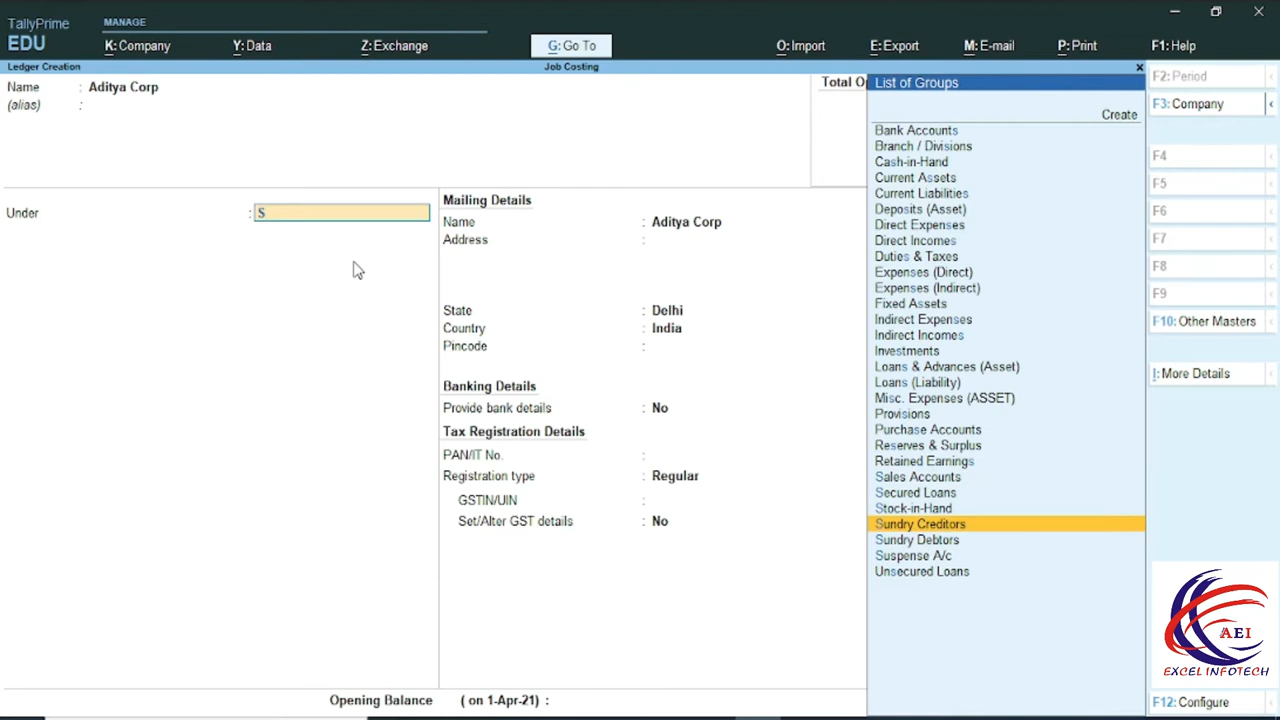 TallyPrime
EDU
MANAGE
K: Company
Y: Data
Z: Exchange
G: Go To
O: Import
E: Export
M: E-mail
P: Print
F1: Help
Ledger Creation
Job Costing
Name : Aditya Corp
(alias) :
Total Op
Under : S
Mailing Details
Name : Aditya Corp
Address :
State : Delhi
Country : India
Pincode :
Banking Details
Provide bank details : No
Tax Registration Details
PAN/IT No. :
Registration type : Regular
GSTIN/UIN :
Set/Alter GST details : No
Opening Balance ( on 1-Apr-21) :
List of Groups
Create
Bank Accounts
Branch / Divisions
Cash-in-Hand
Current Assets
Current Liabilities
Deposits (Asset)
Direct Expenses
Direct Incomes
Duties & Taxes
Expenses (Direct)
Expenses (Indirect)
Fixed Assets
Indirect Expenses
Indirect Incomes
Investments
Loans & Advances (Asset)
Loans (Liability)
Misc. Expenses (ASSET)
Provisions
Purchase Accounts
Reserves & Surplus
Retained Earnings
Sales Accounts
Secured Loans
Stock-in-Hand
Sundry Creditors
Sundry Debtors
Suspense A/c
Unsecured Loans
F2: Period
F3: Company
F4
F5
F6
F7
F8
F9
F10: Other Masters
I: More Details
AEI
EXCEL INFOTECH
F12: Configure